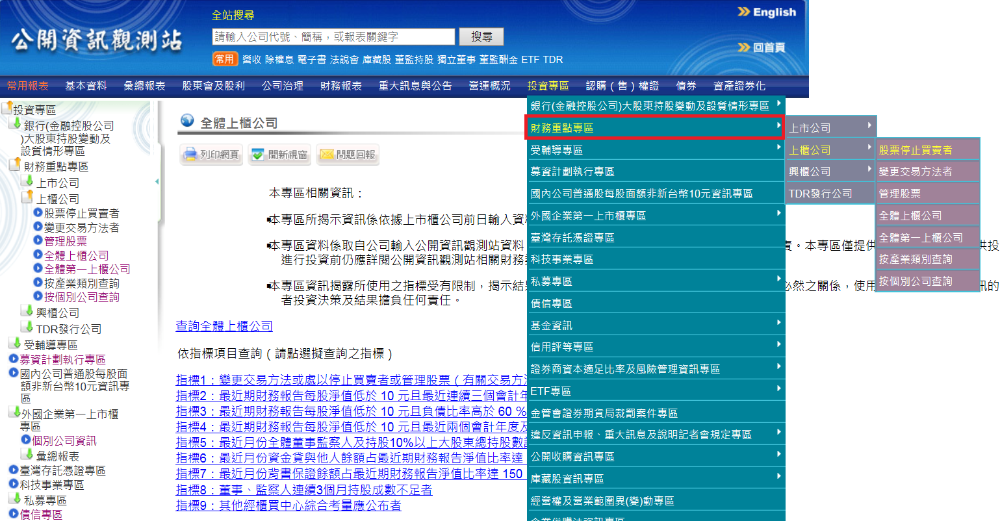 全站搜尋
English
公開資訊觀測站
請輸入公司代號、簡稱，或報表關鍵字
搜尋
回首頁
常用 營收 除權息 電子書 法說會 庫藏股 董監持股 獨立董事 董監酬金 ETF TDR
常用報表 基本資料 彙總報表 股東會及股利 公司治理 財務報表 重大訊息與公告 營運概況 投資專區 認購（售）權證 債券 資產證券化
投資專區
銀行(金融控股公司
)大股東持股變動及
設質情形專區
財務重點專區
上市公司
上櫃公司
股票停止買賣者
變更交易方法者
管理股票
全體上櫃公司
全體第一上櫃公司
按產業類別查詢
按個別公司查詢
興櫃公司
TDR發行公司
受輔導專區
募資計劃執行專區
國內公司普通股每股面
額非新台幣10元資訊專
區
外國企業第一上市櫃
專區
個別公司資訊
彙總報表
臺灣存託憑證專區
科技事業專區
私募專區
債信專區
全體上櫃公司
列印網頁 開新視窗 問題回報
本專區相關資訊：
本專區所揭示資訊係依據上市櫃公司前日輸入資
本專區資料係取自公司輸入公開資訊觀測站資料
責。本專區僅提供
供投
進行投資前仍應詳閱公開資訊觀測站相關財務
本專區資訊揭露所使用之指標受有限制，揭示結
必然之關係，使用
訊的
者投資決策及結果擔負任何責任。
查詢全體上櫃公司
依指標項目查詢（請點選擬查詢之指標）
指標1：變更交易方法或處以停止買賣者或管理股票（有關交易方
指標2：最近期財務報告每股淨值低於 10 元且最近連續三個會計年
指標3：最近期財務報告每股淨值低於 10 元且負債比率高於 60 %
指標4：最近期財務報告每股淨值低於 10 元且最近兩個會計年度及
指標5：最近月份全體董事監察人及持股10%以上大股東總持股數
指標6：最近月份資金貸與他人餘額占最近期財務報告淨值比率達
指標7：最近月份背書保證餘額占最近期財務報告淨值比率達 150
指標8：董事、監察人連續3個月持股成數不足者
指標9：其他經櫃買中心綜合考量應公布者
銀行(金融控股公司)大股東持股變動及設質情形專區
財務重點專區
受輔導專區
募資計劃執行專區
國內公司普通股每股面額非新台幣10元資訊專區
外國企業第一上市櫃專區
臺灣存託憑證專區
科技事業專區
私募專區
債信專區
基金資訊
信用評等專區
證券商資本適足比率及風險管理資訊專區
ETF專區
金管會證券期貨局裁罰案件專區
違反資訊申報、重大訊息及說明記者會規定專區
公開收購資訊專區
庫藏股資訊專區
經營權及營業範圍異(變)動專區
企業併購法資訊專區
上市公司
上櫃公司
興櫃公司
TDR發行公司
股票停止買賣者
變更交易方法者
管理股票
全體上櫃公司
全體第一上櫃公司
按產業類別查詢
按個別公司查詢